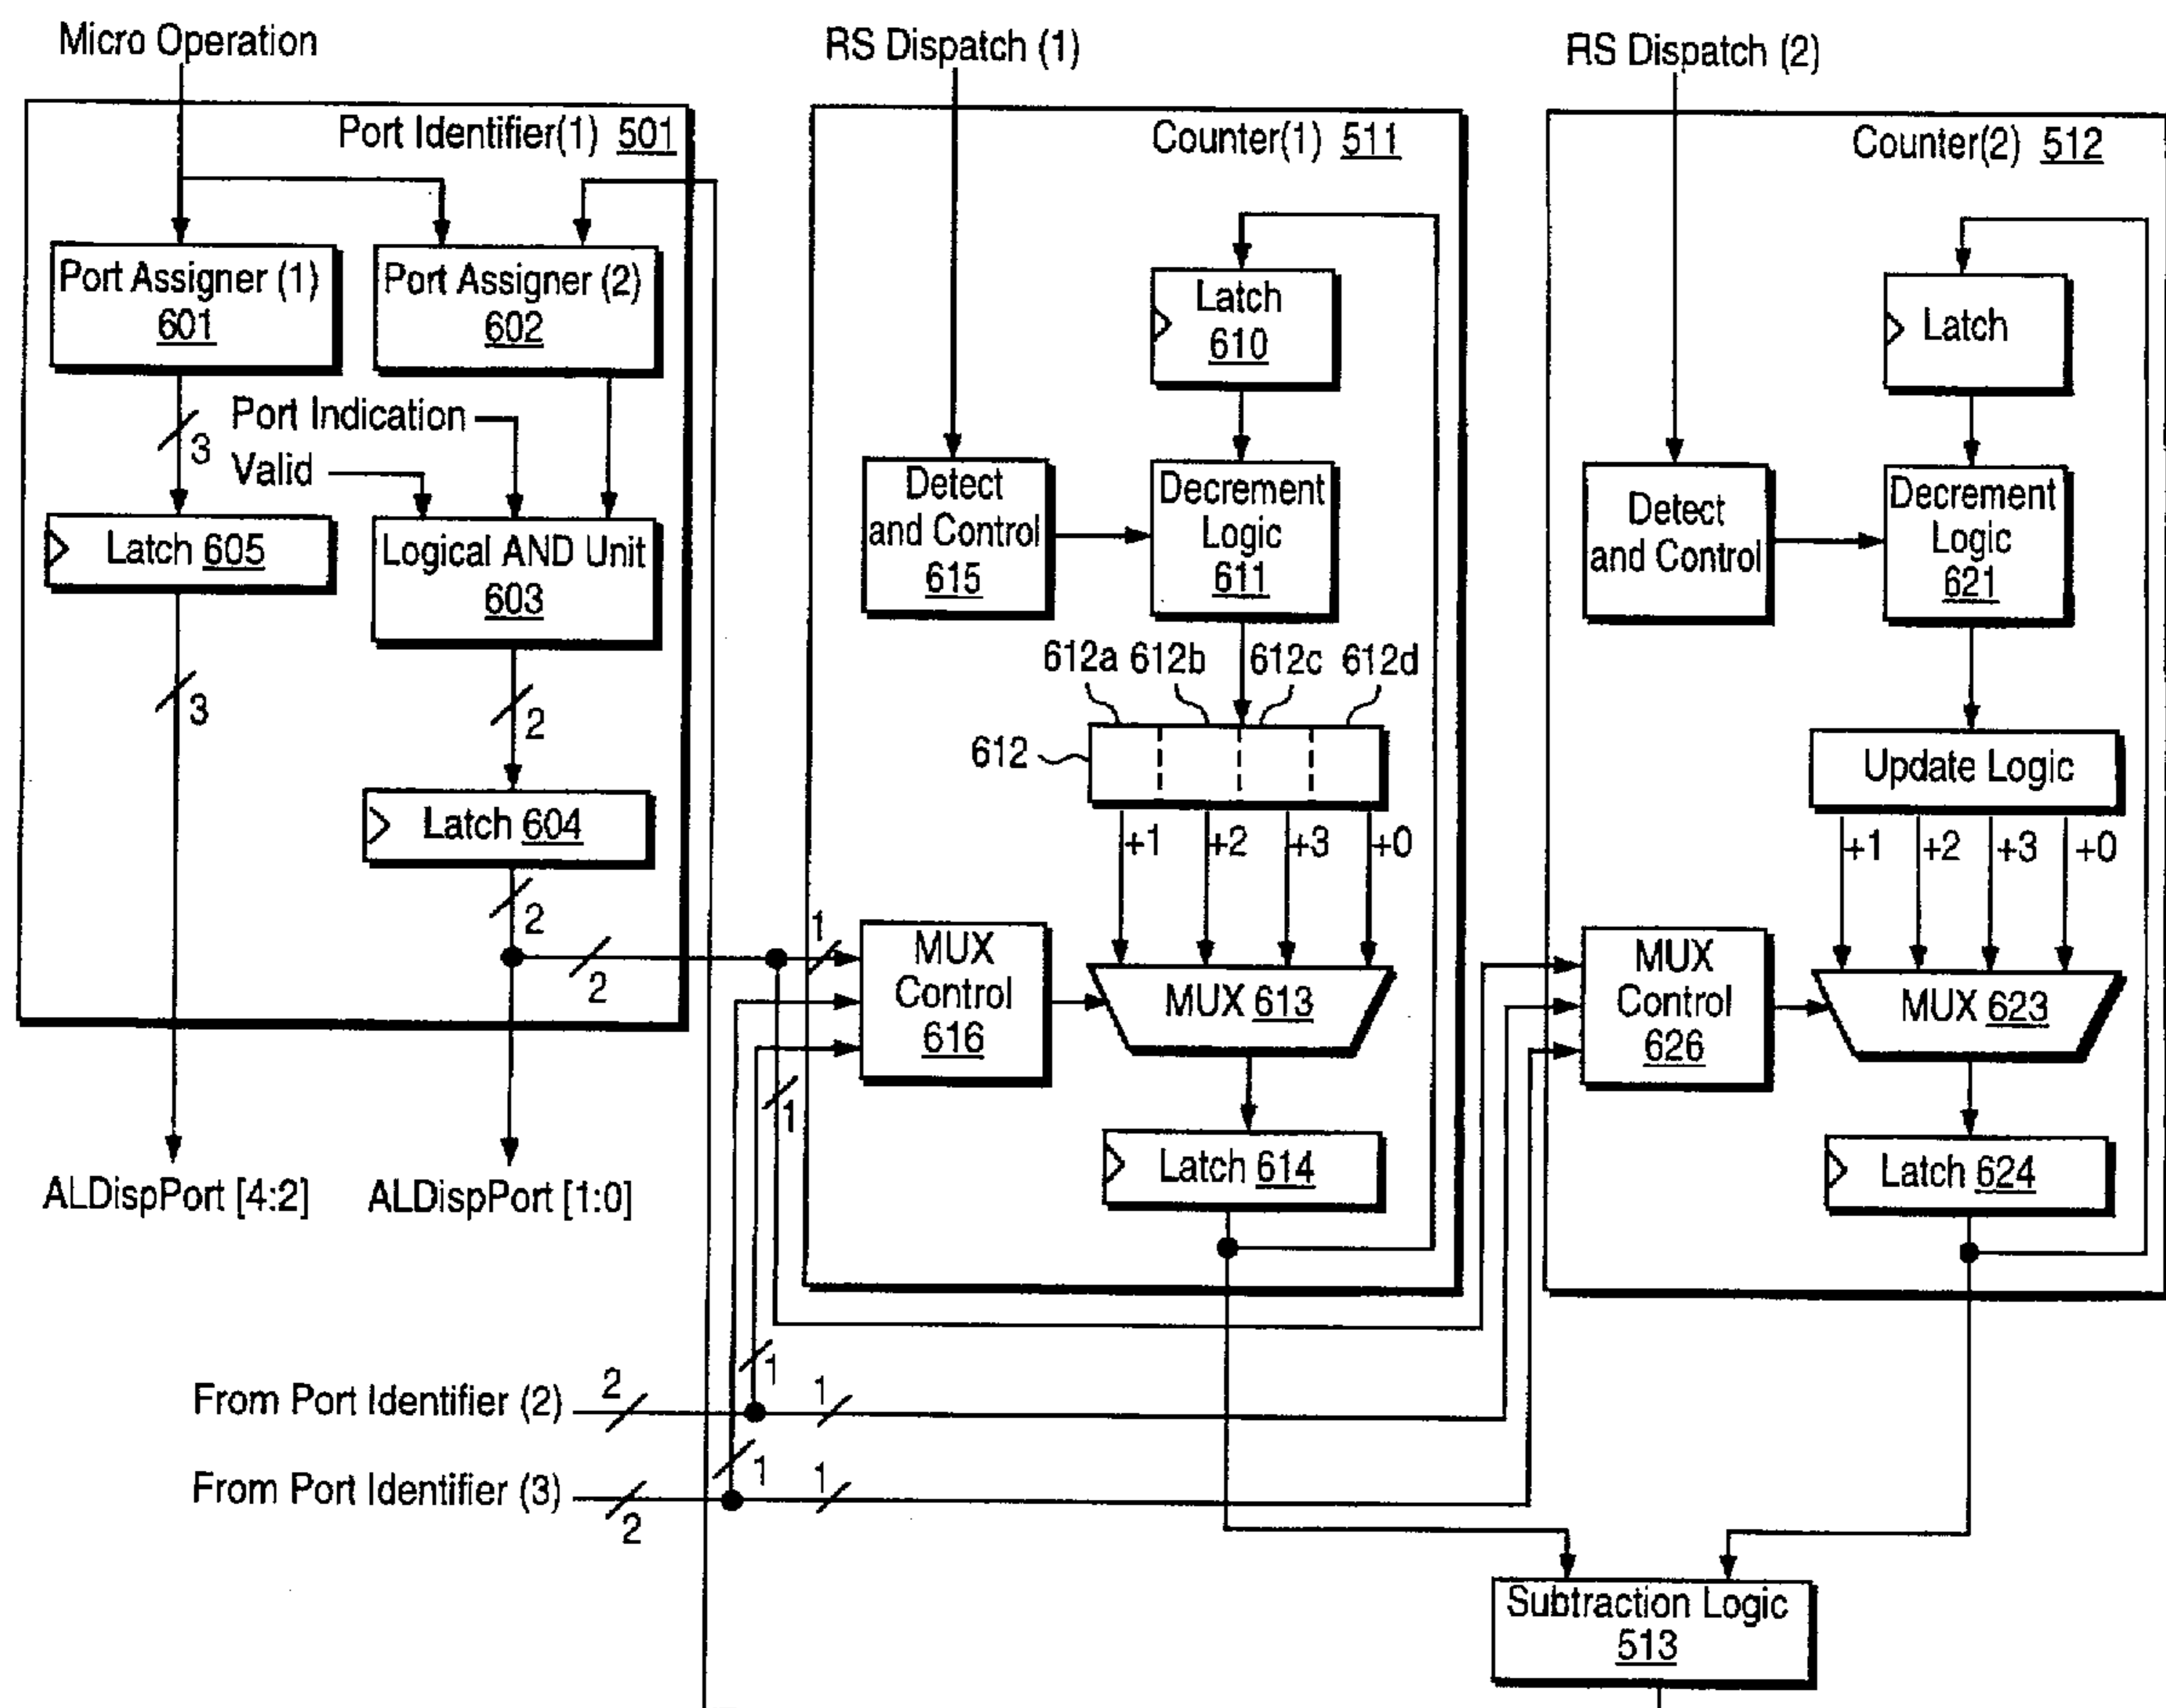 Micro Operation
RS Dispatch (1)
RS Dispatch (2)
Port Identifier(1) 501
Port Assigner (1)
601
Port Assigner (2)
602
3
Port Indication
Valid
Latch 605
Logical AND Unit
603
3
2
Latch 604
2
2
ALDispPort [4:2]
ALDispPort [1:0]
Counter(1) 511
Latch
610
Detect
and Control
615
Decrement
Logic
611
612a 612b 612c 612d
612
+1 +2 +3 +0
1
MUX
Control
616
MUX 613
1
Latch 614
Counter(2) 512
Latch
Detect
and Control
Decrement
Logic
621
Update Logic
+1 +2 +3 +0
MUX
Control
626
MUX 623
Latch 624
1
From Port Identifier (2) 2 1
1
From Port Identifier (3) 2 1
Subtraction Logic
513